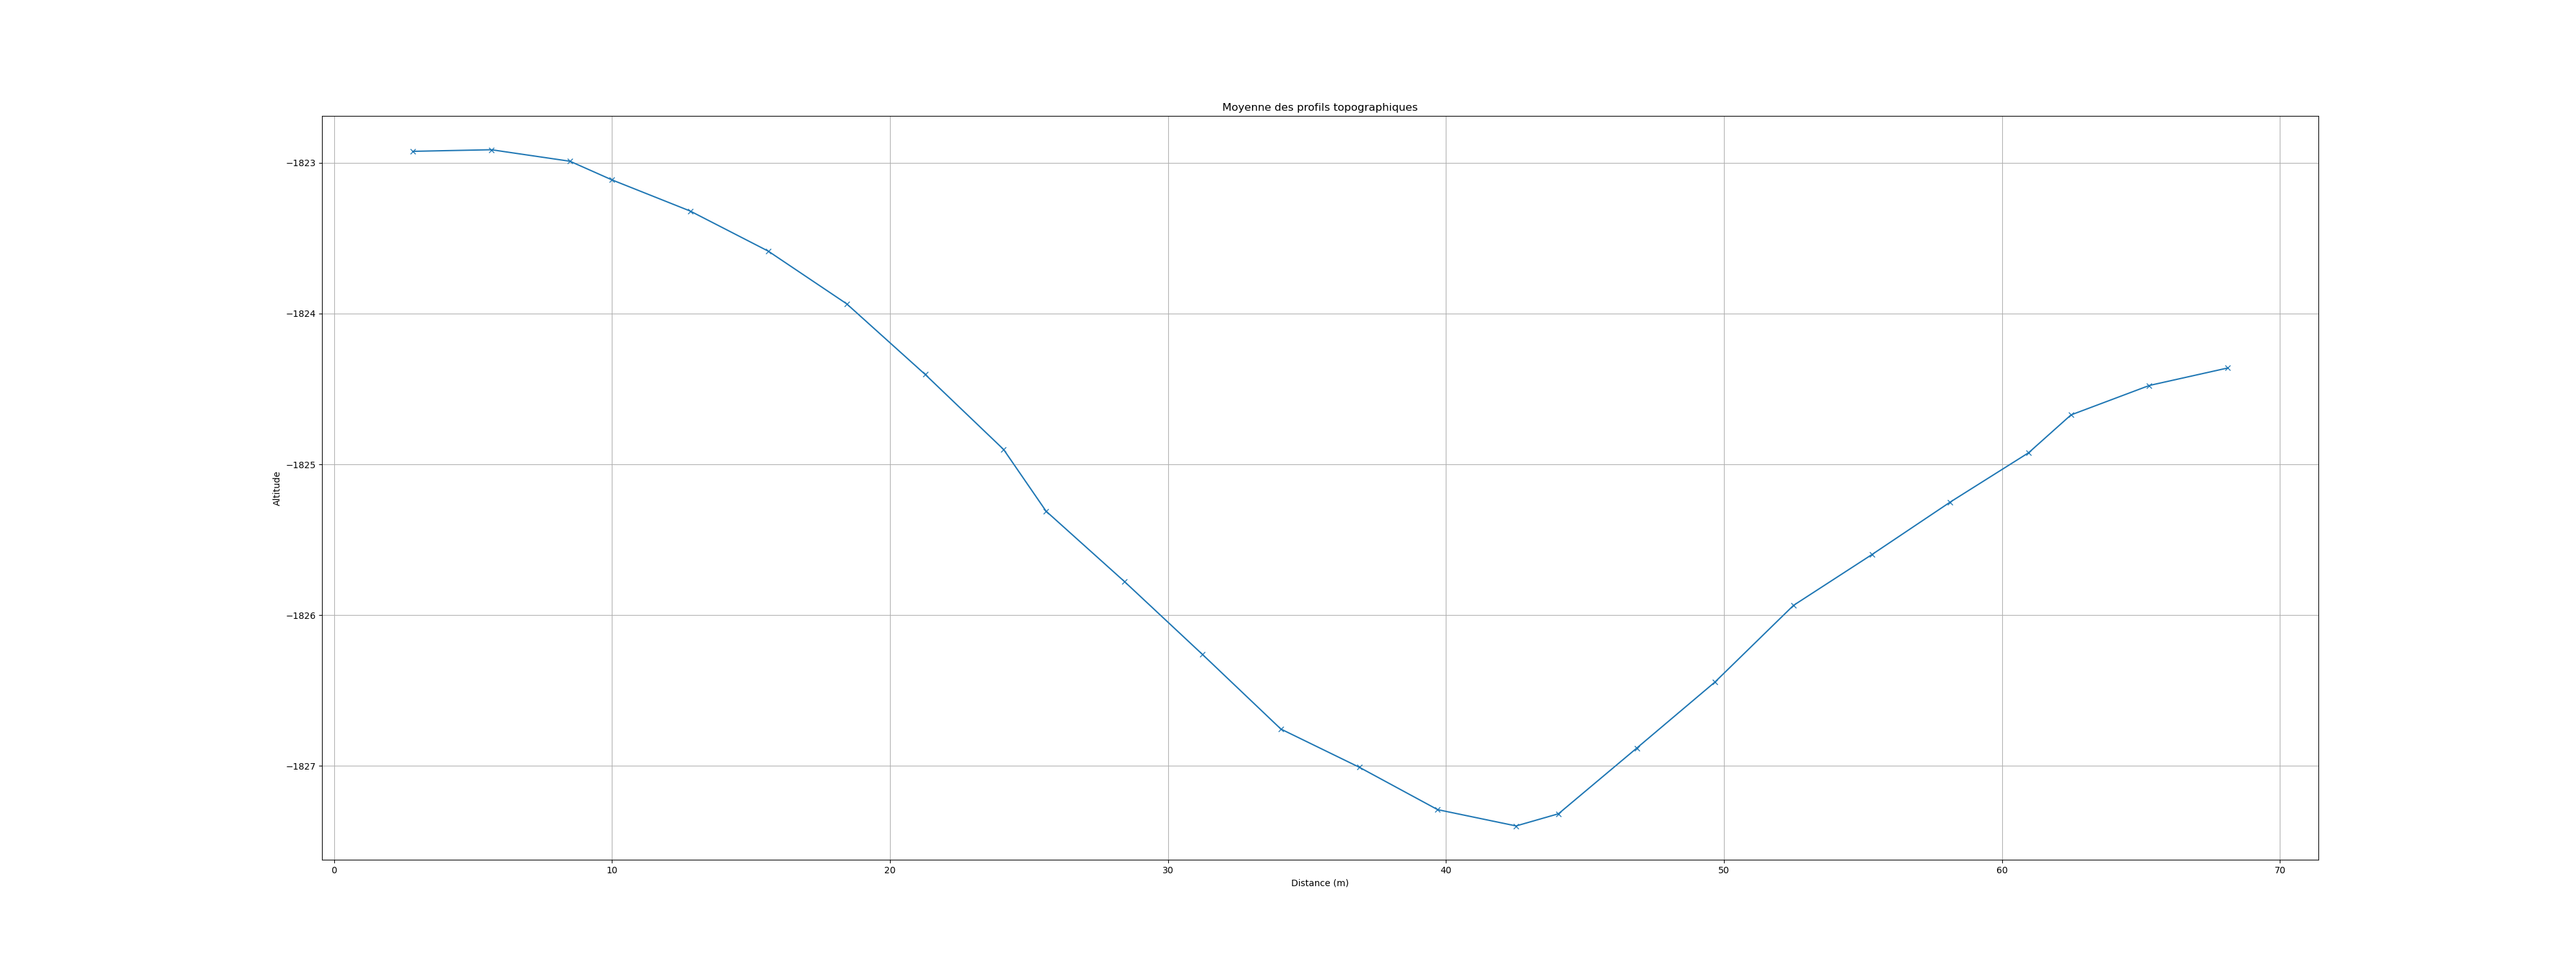 Moyenne des profils topographiques
−1823
−1824
−1825
−1826
−1827
Altitude
0 10 20 30 40 50 60 70
Distance (m)